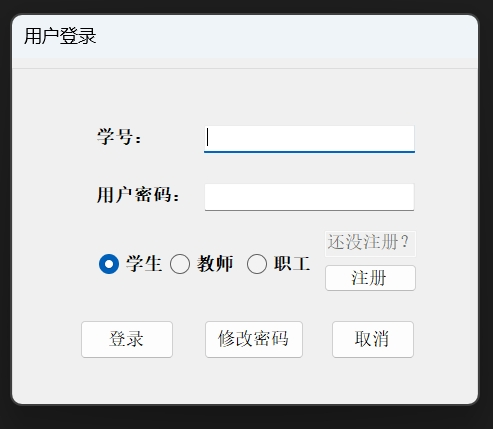 用户登录
学号：
用户密码：
还没注册？
学生 教师 职工
注册
登录 修改密码 取消